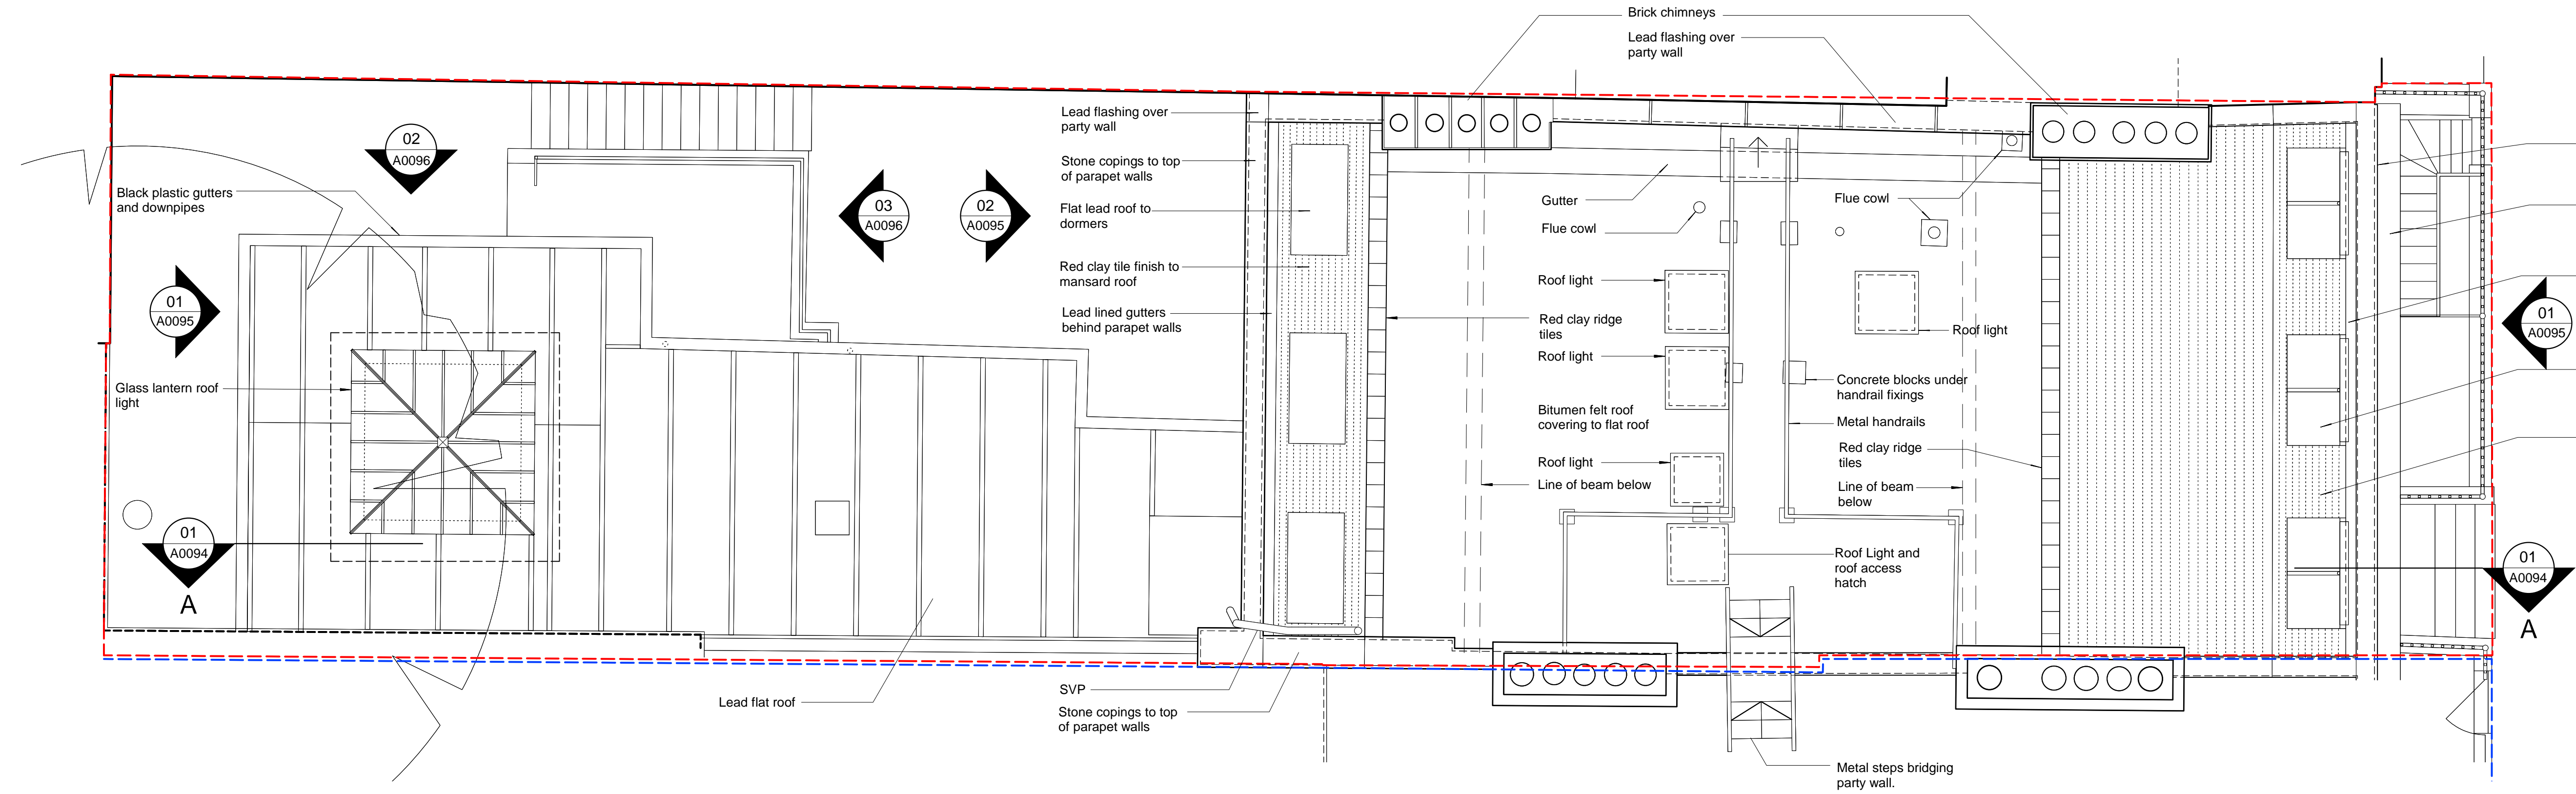 Brick chimneys
Lead flashing over
party wall
Lead flashing over
party wall
Stone copings to top
of parapet walls
Flat lead roof to
dormers
Red clay tile finish to
mansard roof
Lead lined gutters
behind parapet walls
02
A0096
Black plastic gutters
and downpipes
03
A0096
02
A0095
01
A0095
Glass lantern roof
light
01
A0094
A
Gutter
Flue cowl
Flue cowl
Roof light
Red clay ridge
tiles
Roof light
Roof light
Concrete blocks under
handrail fixings
Bitumen felt roof
covering to flat roof
Metal handrails
Red clay ridge
tiles
Roof light
Line of beam below
Line of beam
below
Roof Light and
roof access
hatch
01
A0095
01
A0094
A
Lead flat roof
SVP
Stone copings to top
of parapet walls
Metal steps bridging
party wall.